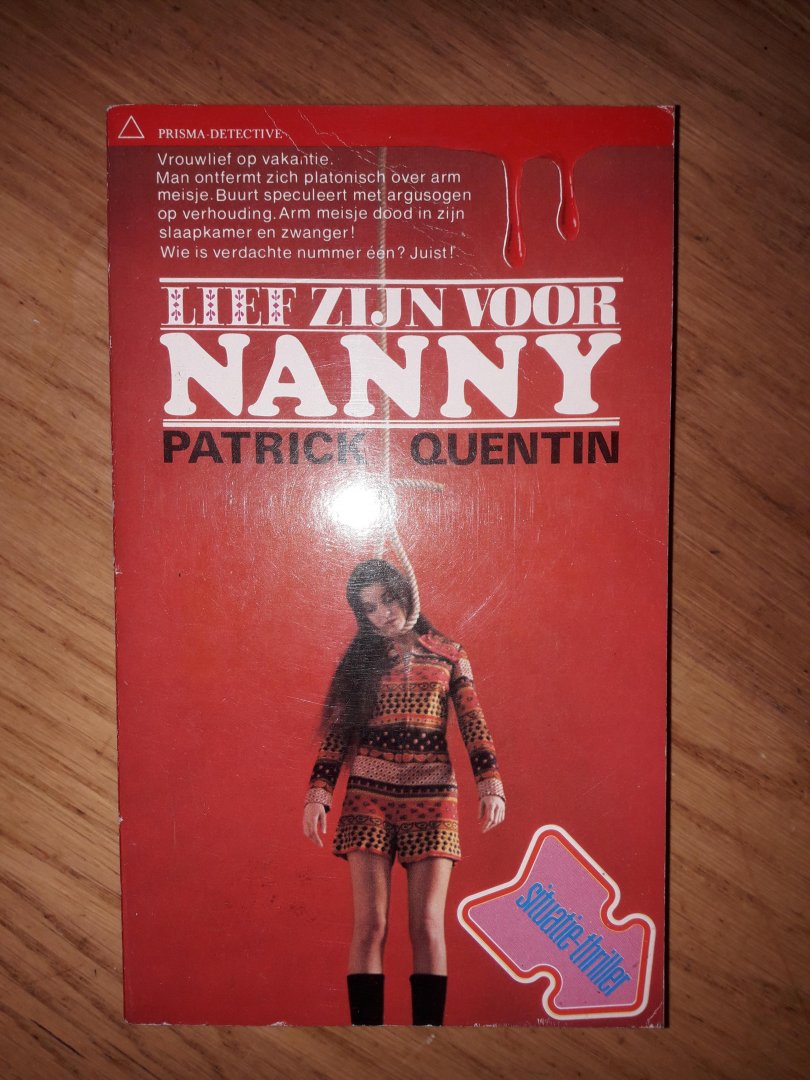 PRISMA-DETECTIVE
Vrouwlief op vakantie.
Man ontfermt zich platonisch over arm
meisje. Buurt speculeert met argusogen
op verhouding. Arm meisje dood in zijn
slaapkamer en zwanger!
Wie is verdachte nummer één? Juist!
LIEF ZIJN VOOR
NANNY
PATRICK QUENTIN
situatie-thriller